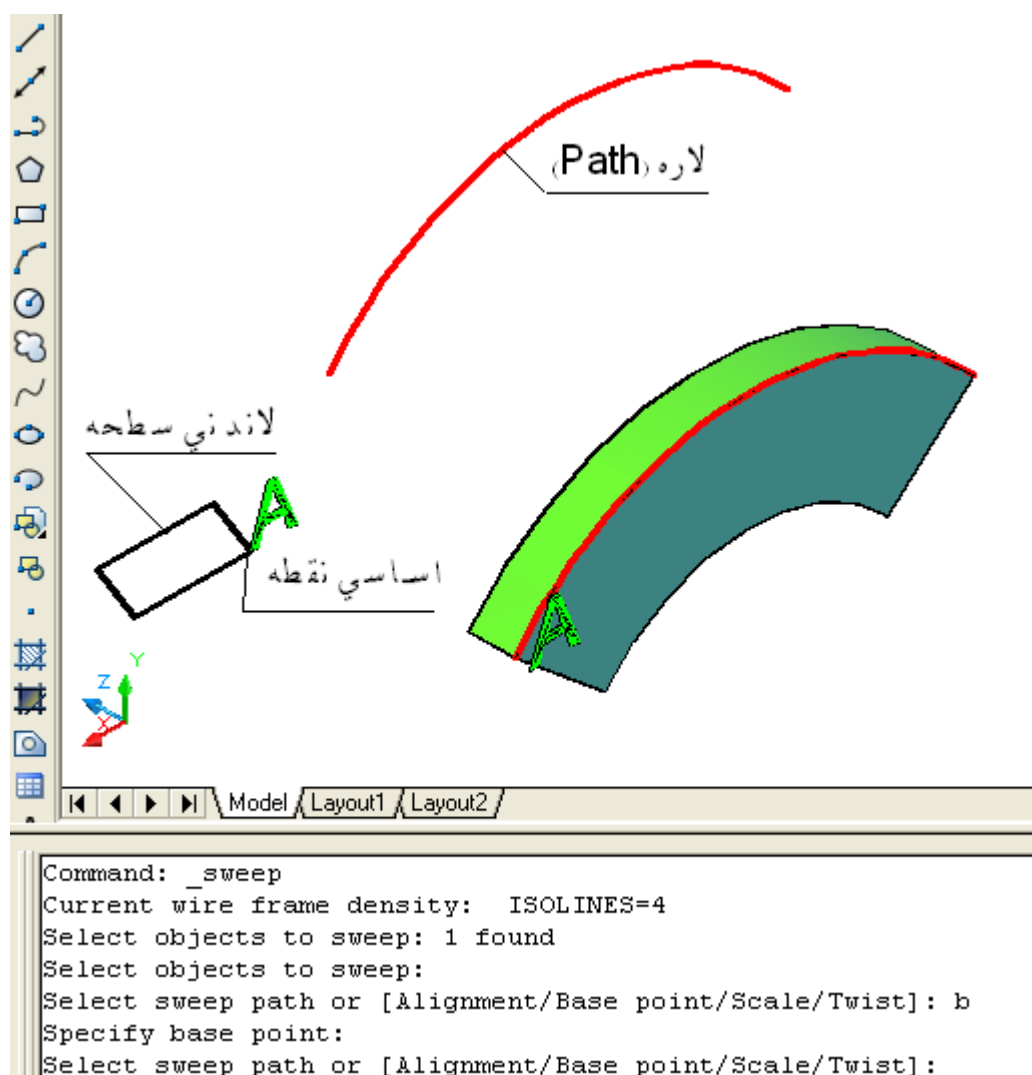 لاره (Path)
لاندني سطحه
A
اساسي نقطه
A
Y
Z
X
Model Layout1 Layout2
Command: _sweep
Current wire frame density: ISOLINES=4
Select objects to sweep: 1 found
Select objects to sweep:
Select sweep path or [Alignment/Base point/Scale/Twist]: b
Specify base point:
Select sweep path or [Alignment/Base point/Scale/Twist]: